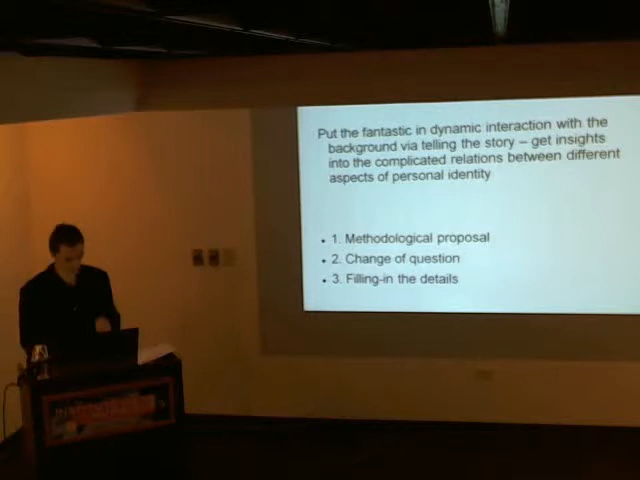 Put the fantastic in dynamic interaction with the
background via telling the story – get insights
into the complicated relations between different
aspects of personal identity
• 1. Methodological proposal
• 2. Change of question
• 3. Filling-in the details